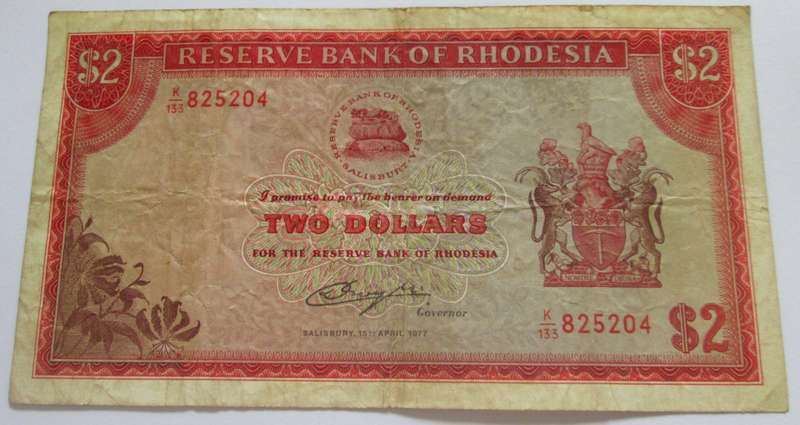 RESERVE BANK OF RHODESIA
$2
$2
K/133 825204
RESERVE BANK OF RHODESIA
SALISBURY
I promise to pay the bearer on demand
TWO DOLLARS
FOR THE RESERVE BANK OF RHODESIA
Governor
SALISBURY, 15TH APRIL 1977
K/133 825204
$2